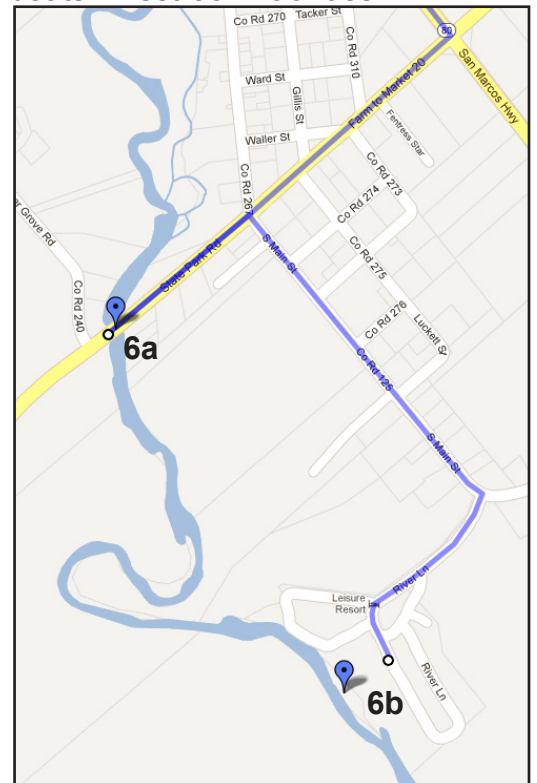 Tacker St
Co Rd 270
Co Rd 310
80
San Marcos Hwy
Ward St
Gillis St
Farm to Market 20
Fentress Star
Waller St
Co Rd 267
Co Rd 273
Co Rd 274
er Grove Rd
State Park Rd
S Main St
Co Rd 275
Co Rd 240
Co Rd 276
Luckett S
6a
Co Rd 125
S Main St
River Ln
Leisure
Resort
River Ln
6b